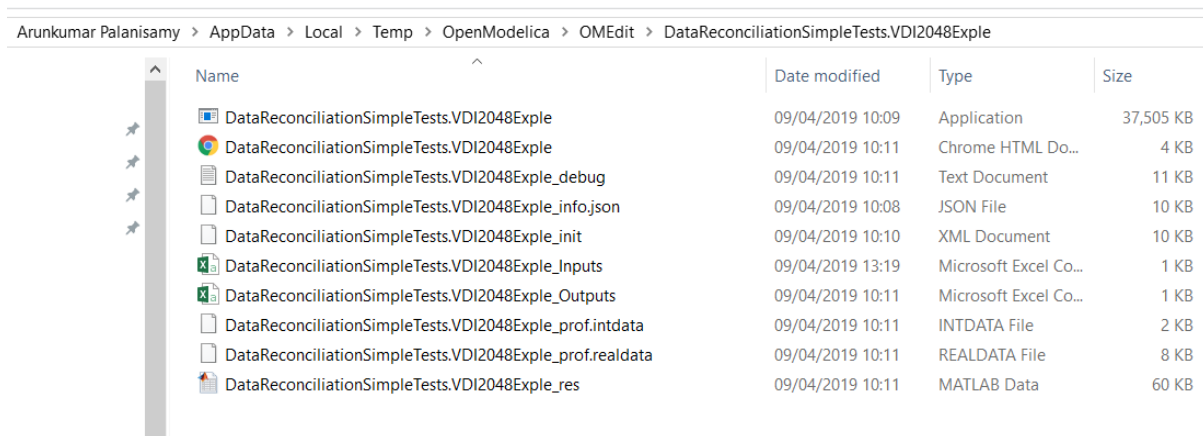 Arunkumar Palanisamy > AppData > Local > Temp > OpenModelica > OMEdit > DataReconciliationSimpleTests.VDI2048Exple
Name Date modified Type Size
DataReconciliationSimpleTests.VDI2048Exple 09/04/2019 10:09 Application 37,505 KB
DataReconciliationSimpleTests.VDI2048Exple 09/04/2019 10:11 Chrome HTML Do... 4 KB
DataReconciliationSimpleTests.VDI2048Exple_debug 09/04/2019 10:11 Text Document 11 KB
DataReconciliationSimpleTests.VDI2048Exple_info.json 09/04/2019 10:08 JSON File 10 KB
DataReconciliationSimpleTests.VDI2048Exple_init 09/04/2019 10:10 XML Document 10 KB
DataReconciliationSimpleTests.VDI2048Exple_Inputs 09/04/2019 13:19 Microsoft Excel Co... 1 KB
DataReconciliationSimpleTests.VDI2048Exple_Outputs 09/04/2019 10:11 Microsoft Excel Co... 1 KB
DataReconciliationSimpleTests.VDI2048Exple_prof.intdata 09/04/2019 10:11 INTDATA File 2 KB
DataReconciliationSimpleTests.VDI2048Exple_prof.realdata 09/04/2019 10:11 REALDATA File 8 KB
DataReconciliationSimpleTests.VDI2048Exple_res 09/04/2019 10:11 MATLAB Data 60 KB